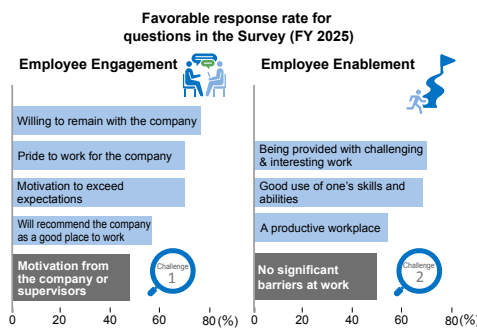 Favorable response rate for
questions in the Survey (FY 2025)
Employee Engagement
Willing to remain with the company
Pride to work for the company
Motivation to exceed
expectations
Will recommend the company
as a good place to work
Motivation from
the company or
supervisors
Challenge
1
0 20 40 60 80 (%)
Employee Enablement
Being provided with challenging
& interesting work
Good use of one's skills and
abilities
A productive workplace
No significant
barriers at work
Challenge
2
0 20 40 60 80 (%)